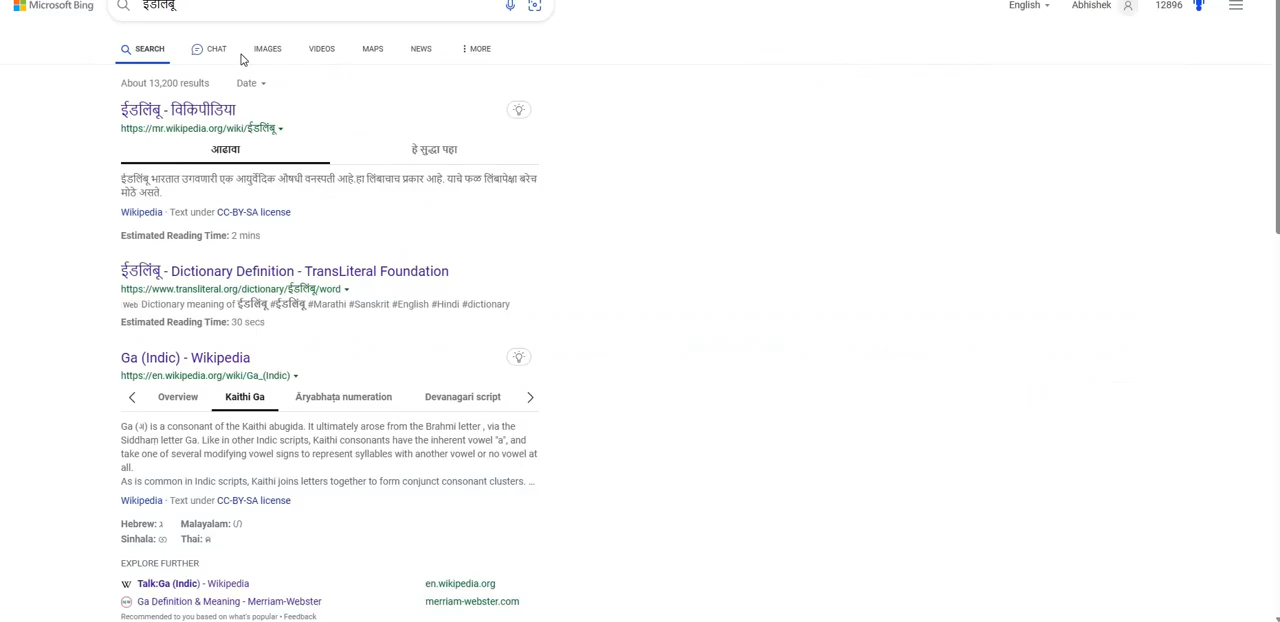 Microsoft Bing
ईडलिंबू
English
Abhishek
12896
SEARCH
CHAT
IMAGES
VIDEOS
MAPS
NEWS
MORE
About 13,200 results
Date
ईडलिंबू - विकिपीडिया
https://mr.wikipedia.org/wiki/ईडलिंबू
आढावा
हे सुद्धा पहा
ईडलिंबू भारतात उगवणारी एक आयुर्वेदिक औषधी वनस्पती आहे.हा लिंबाचाच प्रकार आहे. याचे फळ लिंबापेक्षा बरेच
मोठे असते.
Wikipedia · Text under CC-BY-SA license
Estimated Reading Time: 2 mins
ईडलिंबू - Dictionary Definition - TransLiteral Foundation
https://www.transliteral.org/dictionary/ईडलिंबू/word
Web Dictionary meaning of ईडलिंबू #ईडलिंबू #Marathi #Sanskrit #English #Hindi #dictionary
Estimated Reading Time: 30 secs
Ga (Indic) - Wikipedia
https://en.wikipedia.org/wiki/Ga_(Indic)
Overview
Kaithi Ga
Āryabhaṭa numeration
Devanagari script
Ga (𑂏) is a consonant of the Kaithi abugida. It ultimately arose from the Brahmi letter , via the
Siddhaṃ letter Ga. Like in other Indic scripts, Kaithi consonants have the inherent vowel "a", and
take one of several modifying vowel signs to represent syllables with another vowel or no vowel at
all.
As is common in Indic scripts, Kaithi joins letters together to form conjunct consonant clusters. ...
Wikipedia · Text under CC-BY-SA license
Hebrew: ג Malayalam: ഗ
Sinhala: ග Thai: ค
EXPLORE FURTHER
W Talk:Ga (Indic) - Wikipedia
en.wikipedia.org
Ga Definition & Meaning - Merriam-Webster
merriam-webster.com
Recommended to you based on what's popular • Feedback